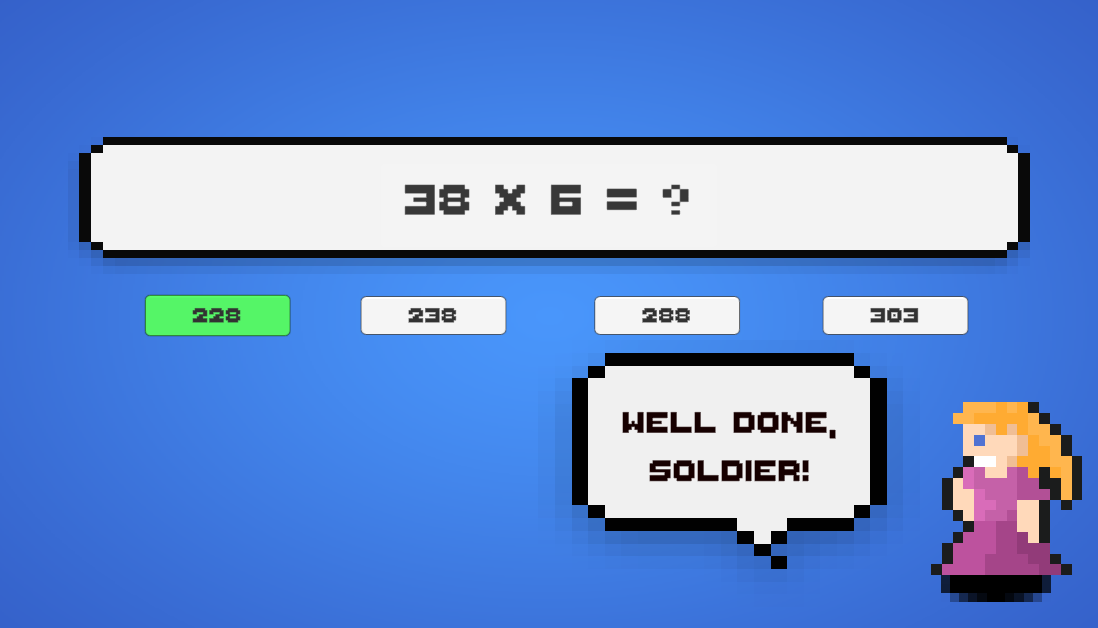 38 X 6 = ?
228
238
288
303
WELL DONE,
SOLDIER!